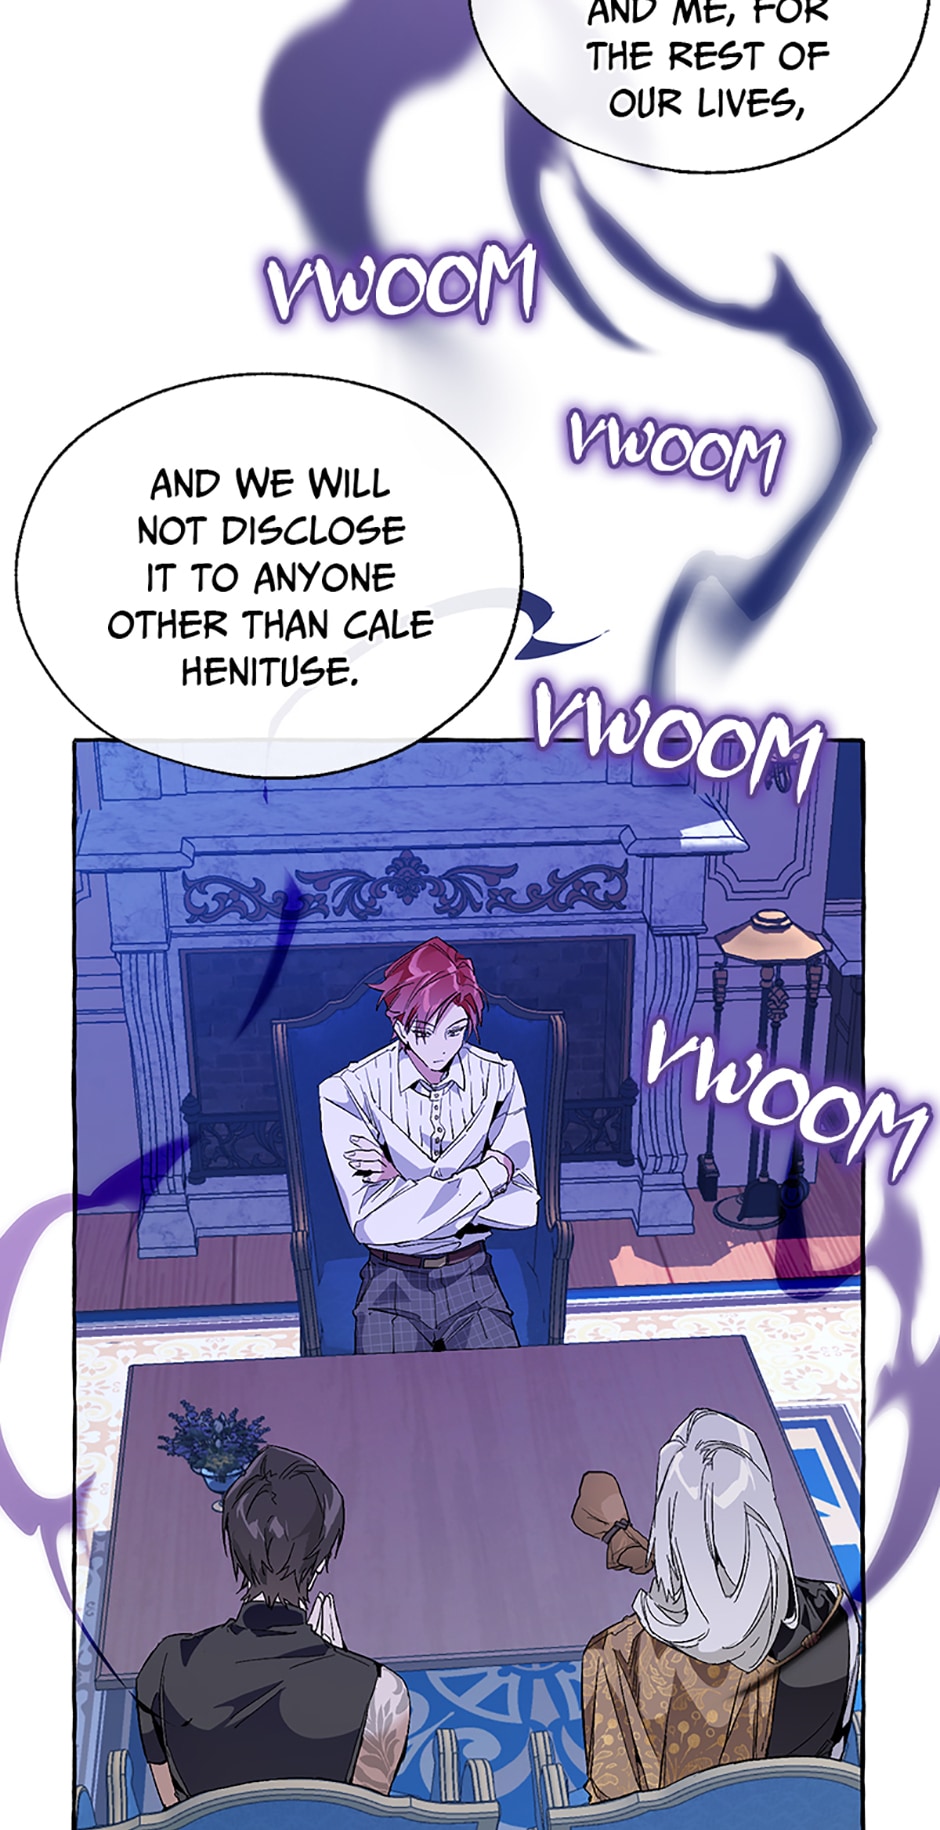 AND ME, FOR
THE REST OF
OUR LIVES,
VWOOM
VWOOM
AND WE WILL
NOT DISCLOSE
IT TO ANYONE
OTHER THAN CALE
HENITUSE.
VWOOM
VWOOM